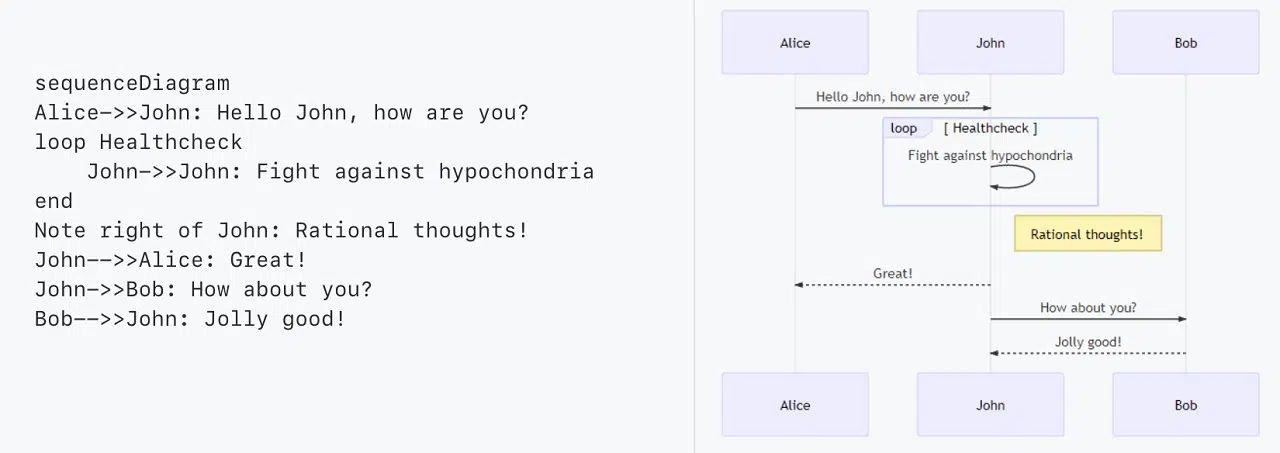 sequenceDiagram
Alice->>John: Hello John, how are you?
loop Healthcheck
    John->>John: Fight against hypochondria
end
Note right of John: Rational thoughts!
John-->>Alice: Great!
John->>Bob: How about you?
Bob-->>John: Jolly good!
Alice John Bob
Hello John, how are you?
loop [ Healthcheck ]
Fight against hypochondria
Rational thoughts!
Great!
How about you?
Jolly good!
Alice John Bob